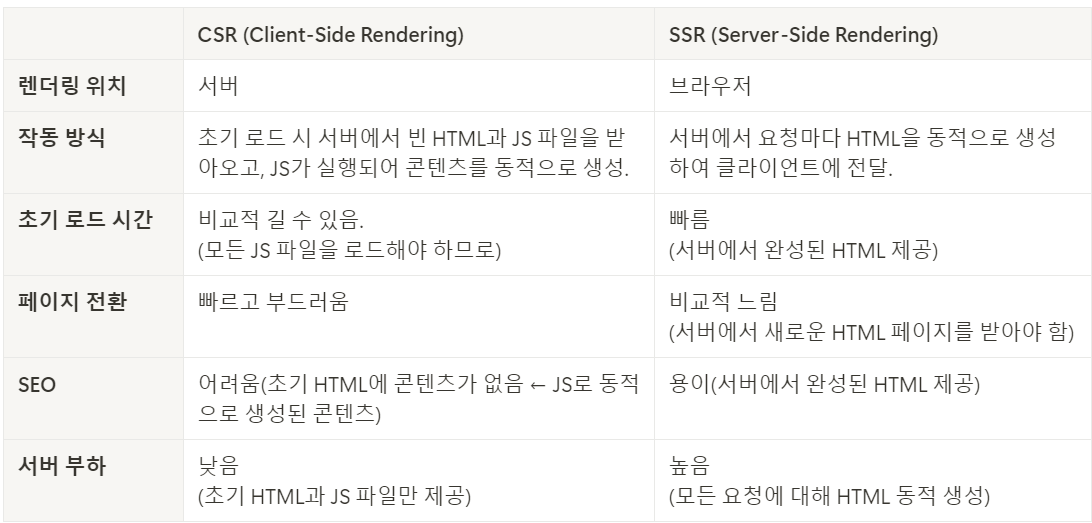 CSR (Client-Side Rendering)
SSR (Server-Side Rendering)
렌더링 위치
서버
브라우저
작동 방식
초기 로드 시 서버에서 빈 HTML과 JS 파일을 받
아오고, JS가 실행되어 콘텐츠를 동적으로 생성.
서버에서 요청마다 HTML을 동적으로 생성
하여 클라이언트에 전달.
초기 로드 시간
비교적 길 수 있음.
(모든 JS 파일을 로드해야 하므로)
빠름
(서버에서 완성된 HTML 제공)
페이지 전환
빠르고 부드러움
비교적 느림
(서버에서 새로운 HTML 페이지를 받아야 함)
SEO
어려움(초기 HTML에 콘텐츠가 없음 ← JS로 동적
으로 생성된 콘텐츠)
용이(서버에서 완성된 HTML 제공)
서버 부하
낮음
(초기 HTML과 JS 파일만 제공)
높음
(모든 요청에 대해 HTML 동적 생성)